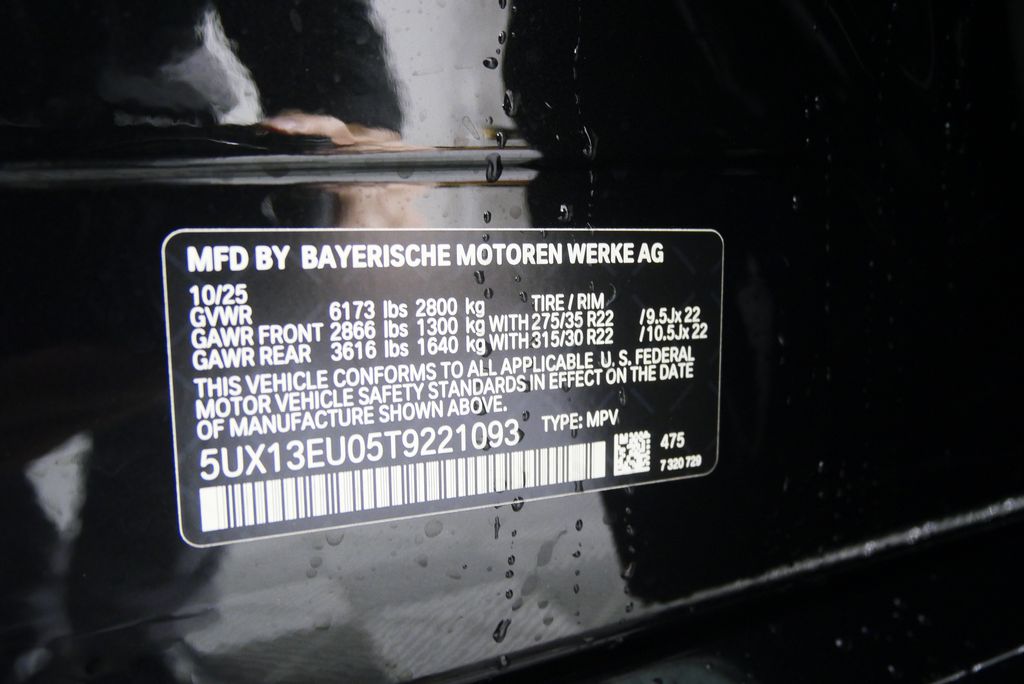 MFD BY BAYERISCHE MOTOREN WERKE AG
10/25
GVWR 6173 lbs 2800 kg TIRE / RIM
GAWR FRONT 2866 lbs 1300 kg WITH 275/35 R22 /9.5Jx 22
GAWR REAR 3616 lbs 1640 kg WITH 315/30 R22 /10.5Jx 22
THIS VEHICLE CONFORMS TO ALL APPLICABLE U. S. FEDERAL
MOTOR VEHICLE SAFETY STANDARDS IN EFFECT ON THE DATE
OF MANUFACTURE SHOWN ABOVE.
5UX13EU05T9221093 TYPE: MPV
475
7 320 729